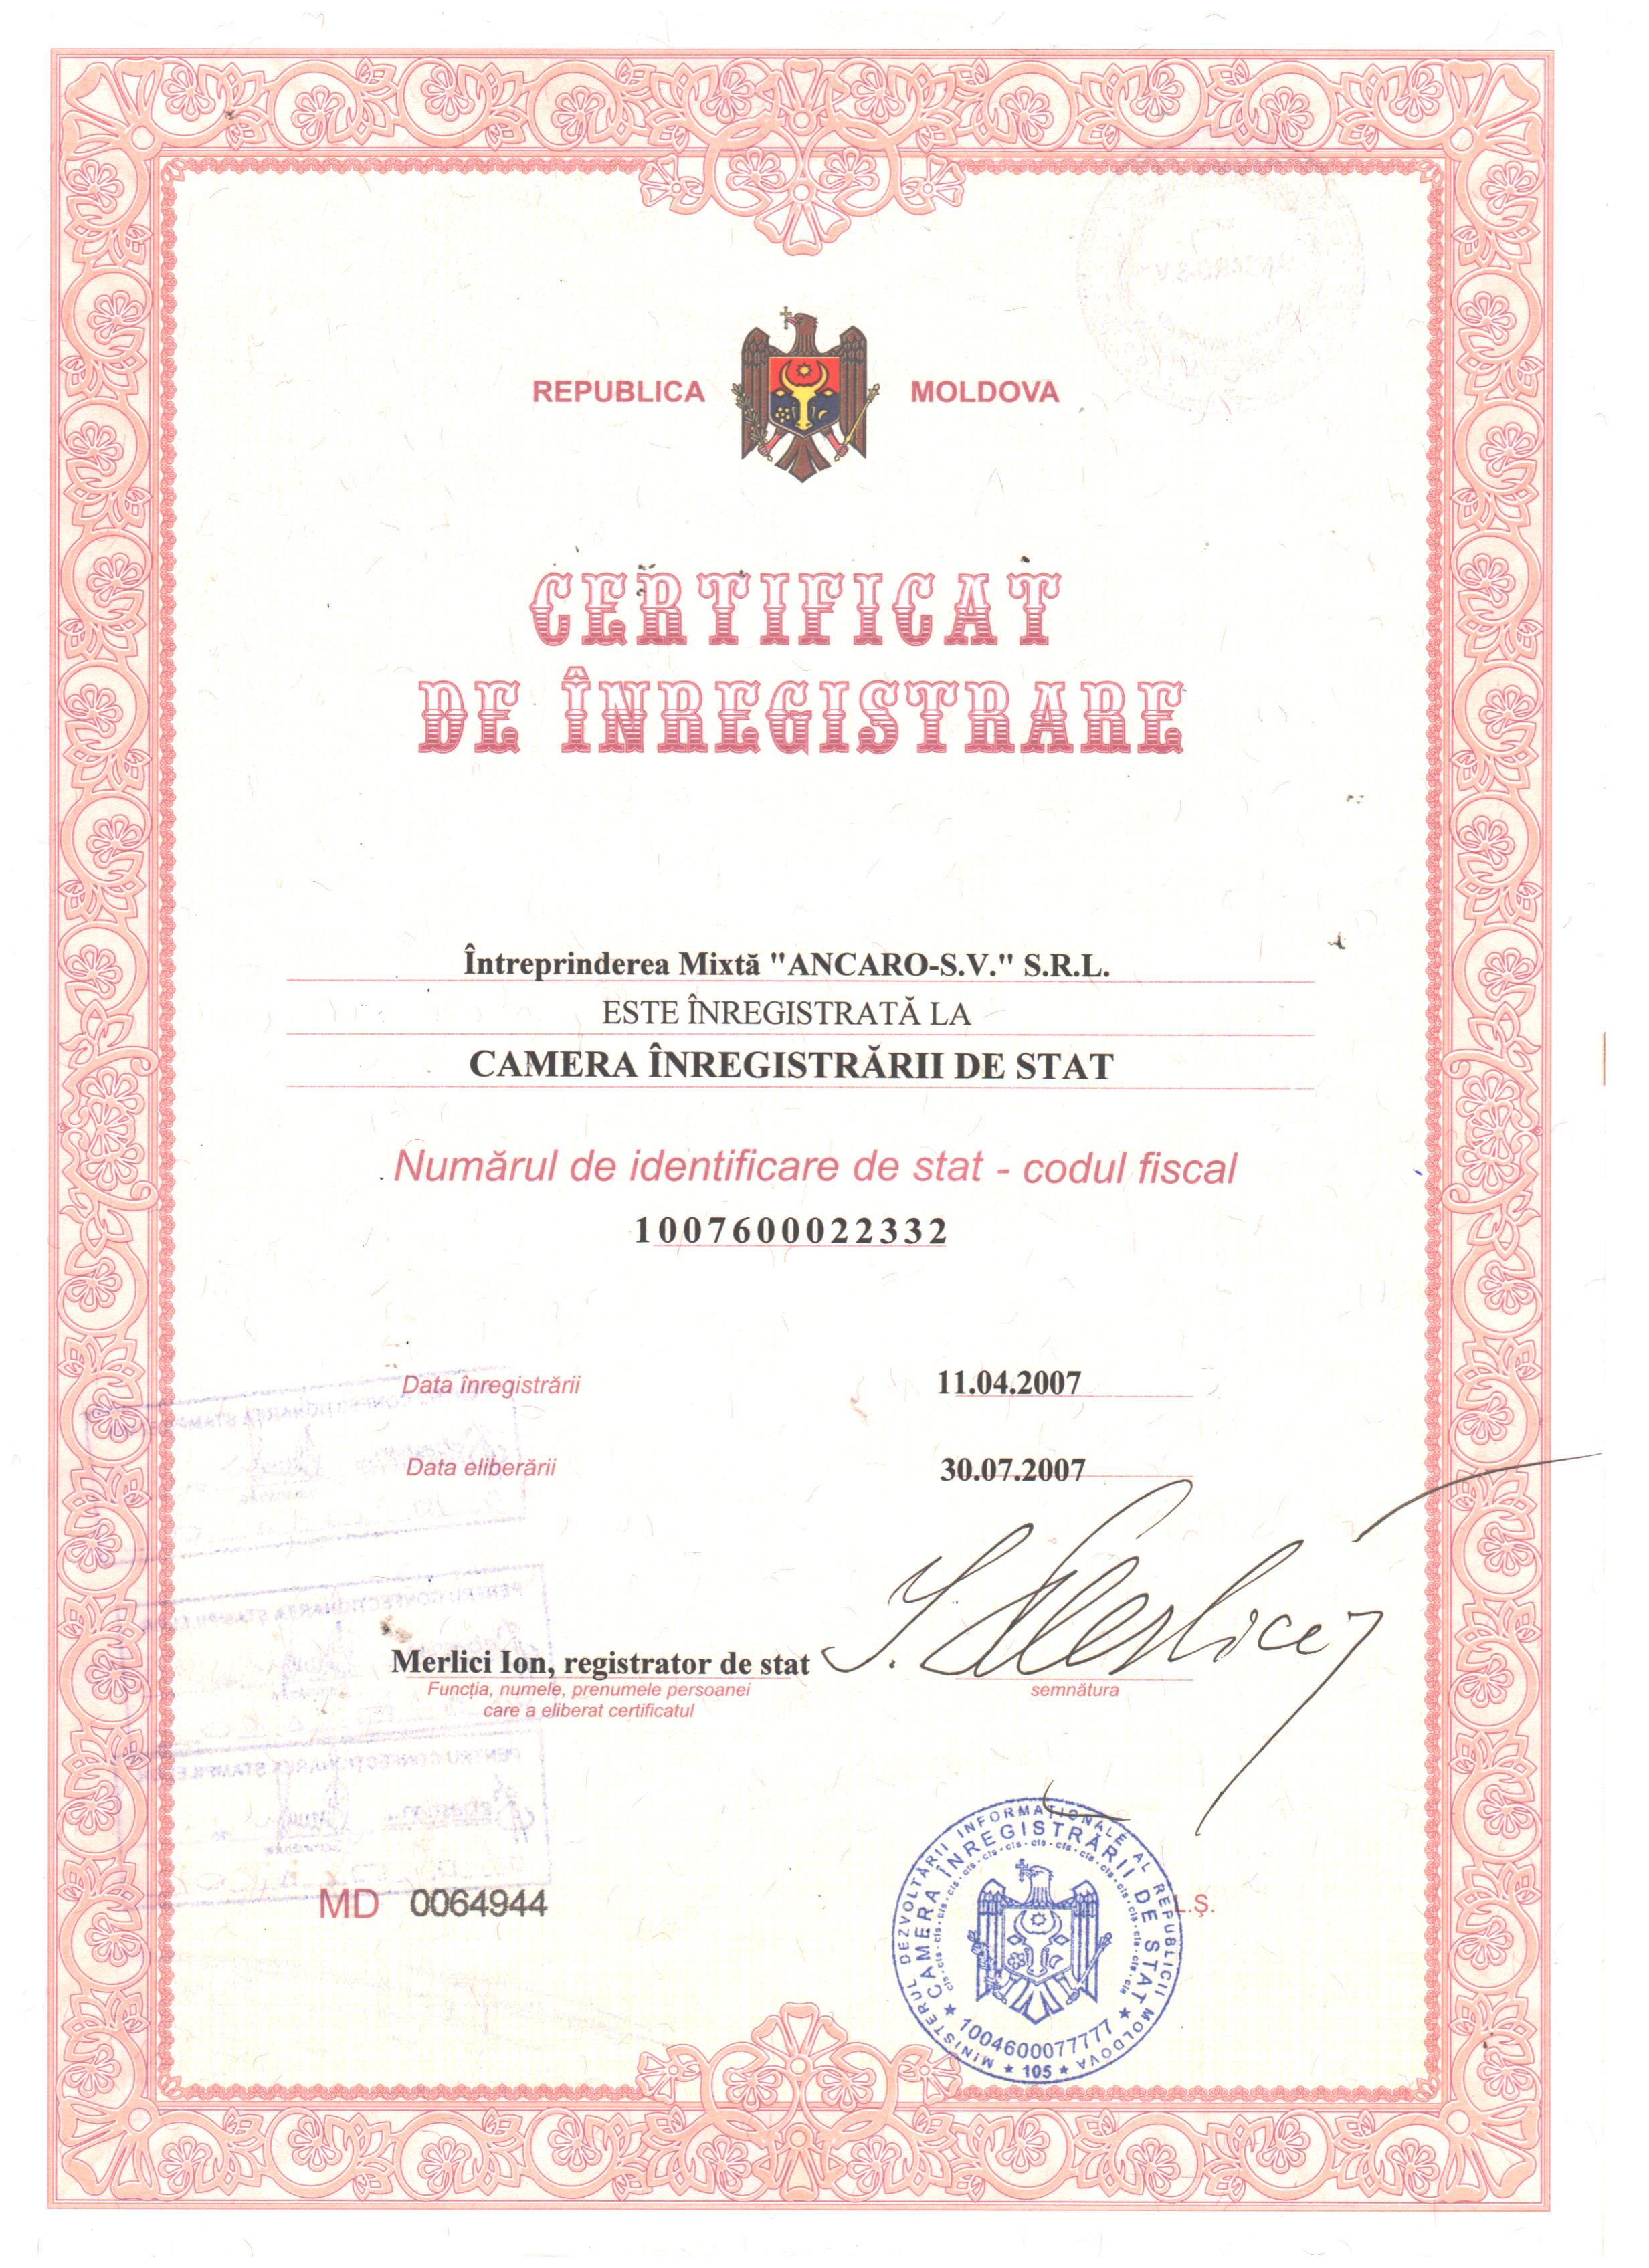 REPUBLICA MOLDOVA
CERTIFICAT
DE ÎNREGISTRARE
Întreprinderea Mixtă "ANCARO-S.V." S.R.L.
ESTE ÎNREGISTRATĂ LA
CAMERA ÎNREGISTRĂRII DE STAT
Numărul de identificare de stat - codul fiscal
1007600022332
Data înregistrării 11.04.2007
Data eliberării 30.07.2007
Merlici Ion, registrator de stat
Funcția, numele, prenumele persoanei
care a eliberat certificatul
semnătura
MD 0064944
L.Ş.
MINISTERUL DEZVOLTĂRII INFORMAȚIONALE AL REPUBLICII MOLDOVA
CAMERA ÎNREGISTRĂRII DE STAT
1004600077777
105